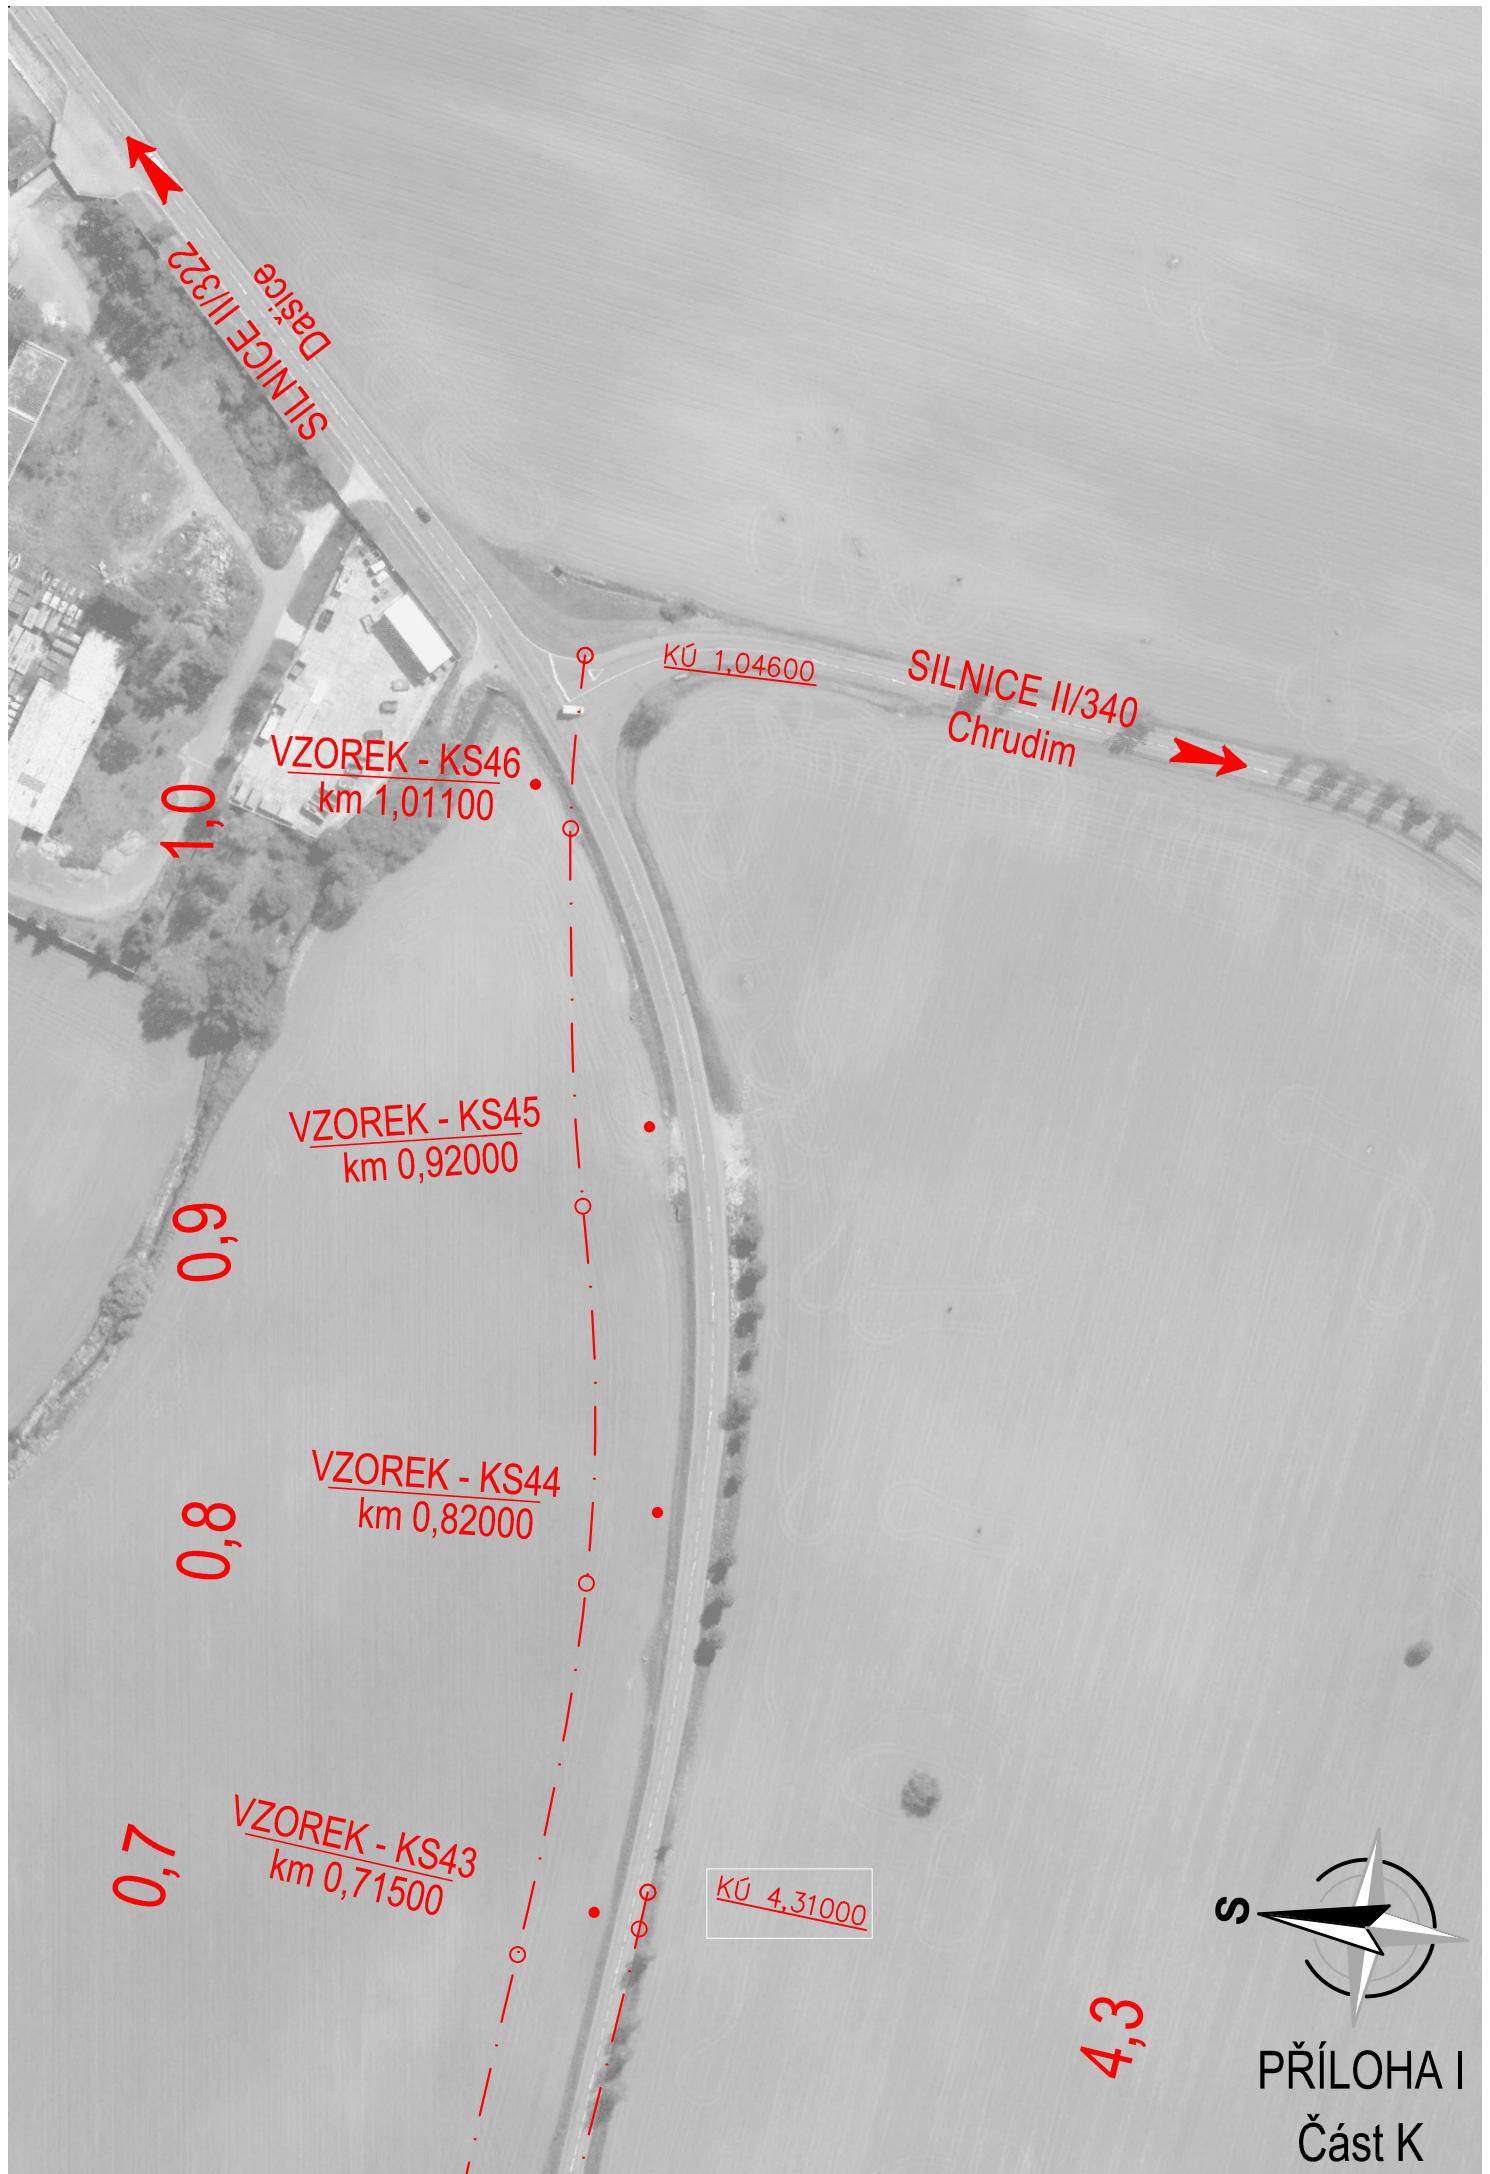 SILNICE II/322
Dašice
KÚ 1,04600
SILNICE II/340
Chrudim
VZOREK - KS46
km 1,01100
1,0
VZOREK - KS45
km 0,92000
0,9
VZOREK - KS44
km 0,82000
0,8
VZOREK - KS43
km 0,71500
0,7
KÚ 4,31000
S
4,3
PŘÍLOHA I
Část K